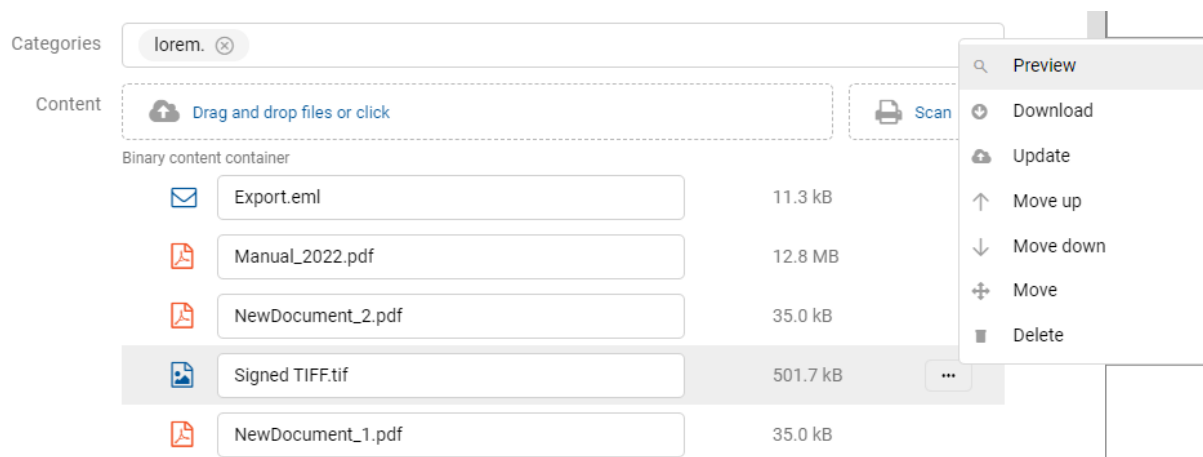 Categories
lorem.
Content
Drag and drop files or click
Scan
Binary content container
Export.eml 11.3 kB
Manual_2022.pdf 12.8 MB
NewDocument_2.pdf 35.0 kB
Signed TIFF.tif 501.7 kB
NewDocument_1.pdf 35.0 kB
Preview
Download
Update
Move up
Move down
Move
Delete